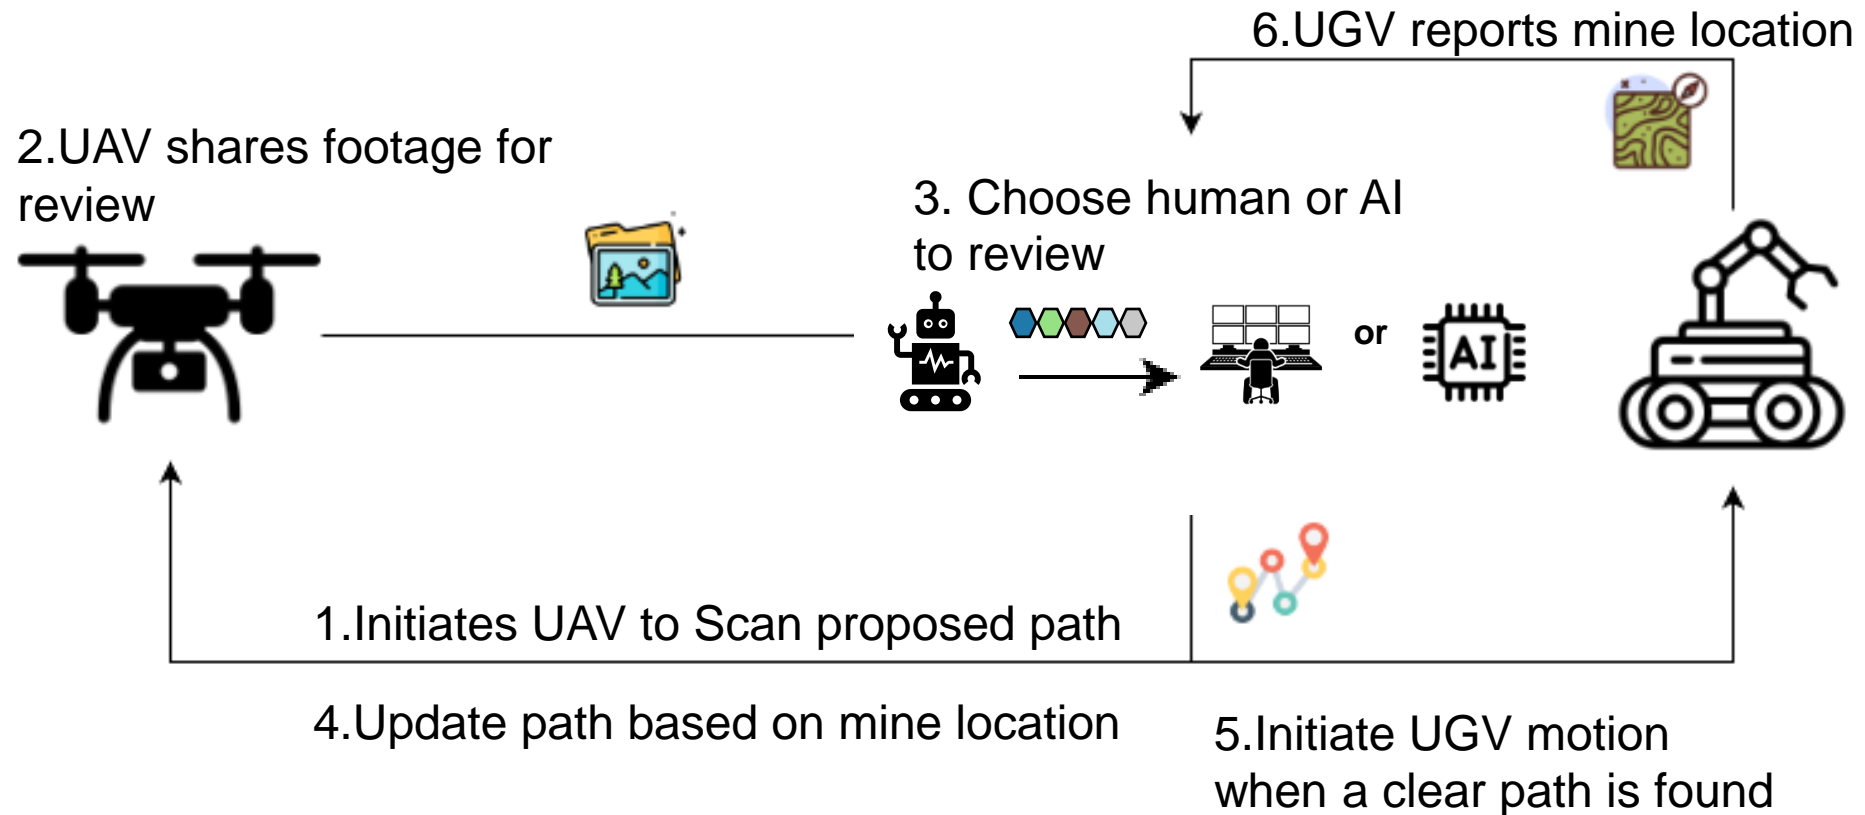 6.UGV reports mine location
2.UAV shares footage for
review
3. Choose human or AI
to review
or
AI
1.Initiates UAV to Scan proposed path
4.Update path based on mine location
5.Initiate UGV motion
when a clear path is found